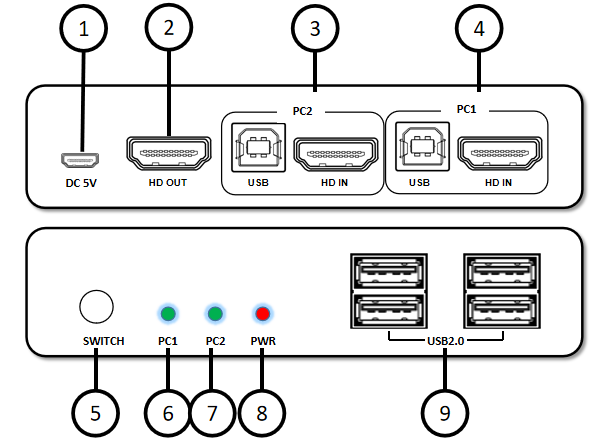 1 2 3 4
PC2 PC1
DC 5V HD OUT USB HD IN USB HD IN
SWITCH PC1 PC2 PWR USB2.0
5 6 7 8 9